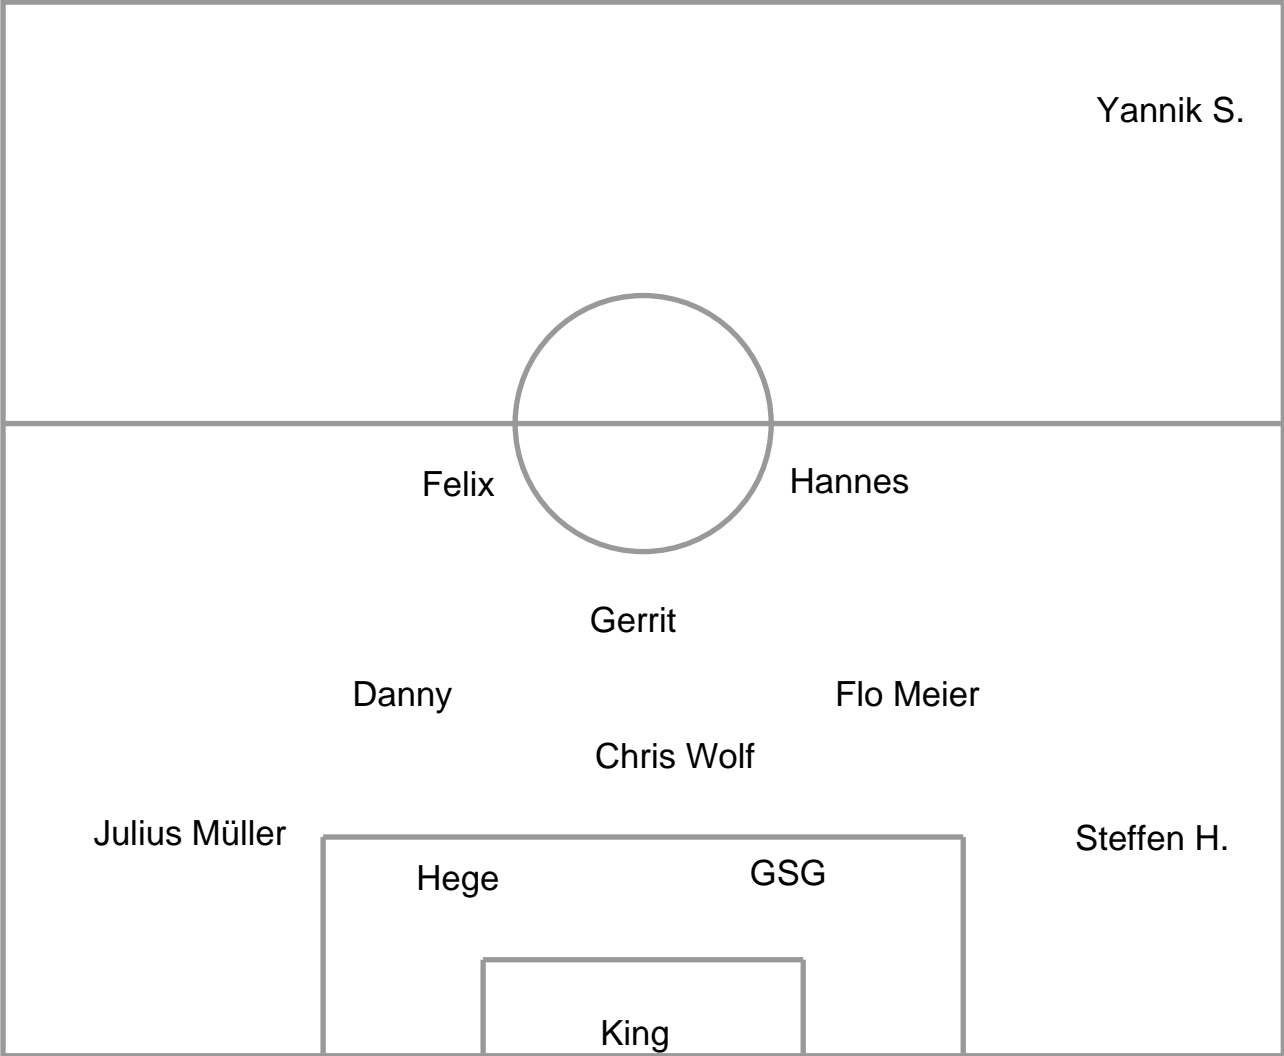 Yannik S.
Felix
Hannes
Gerrit
Danny
Flo Meier
Chris Wolf
Julius Müller
Steffen H.
Hege
GSG
King